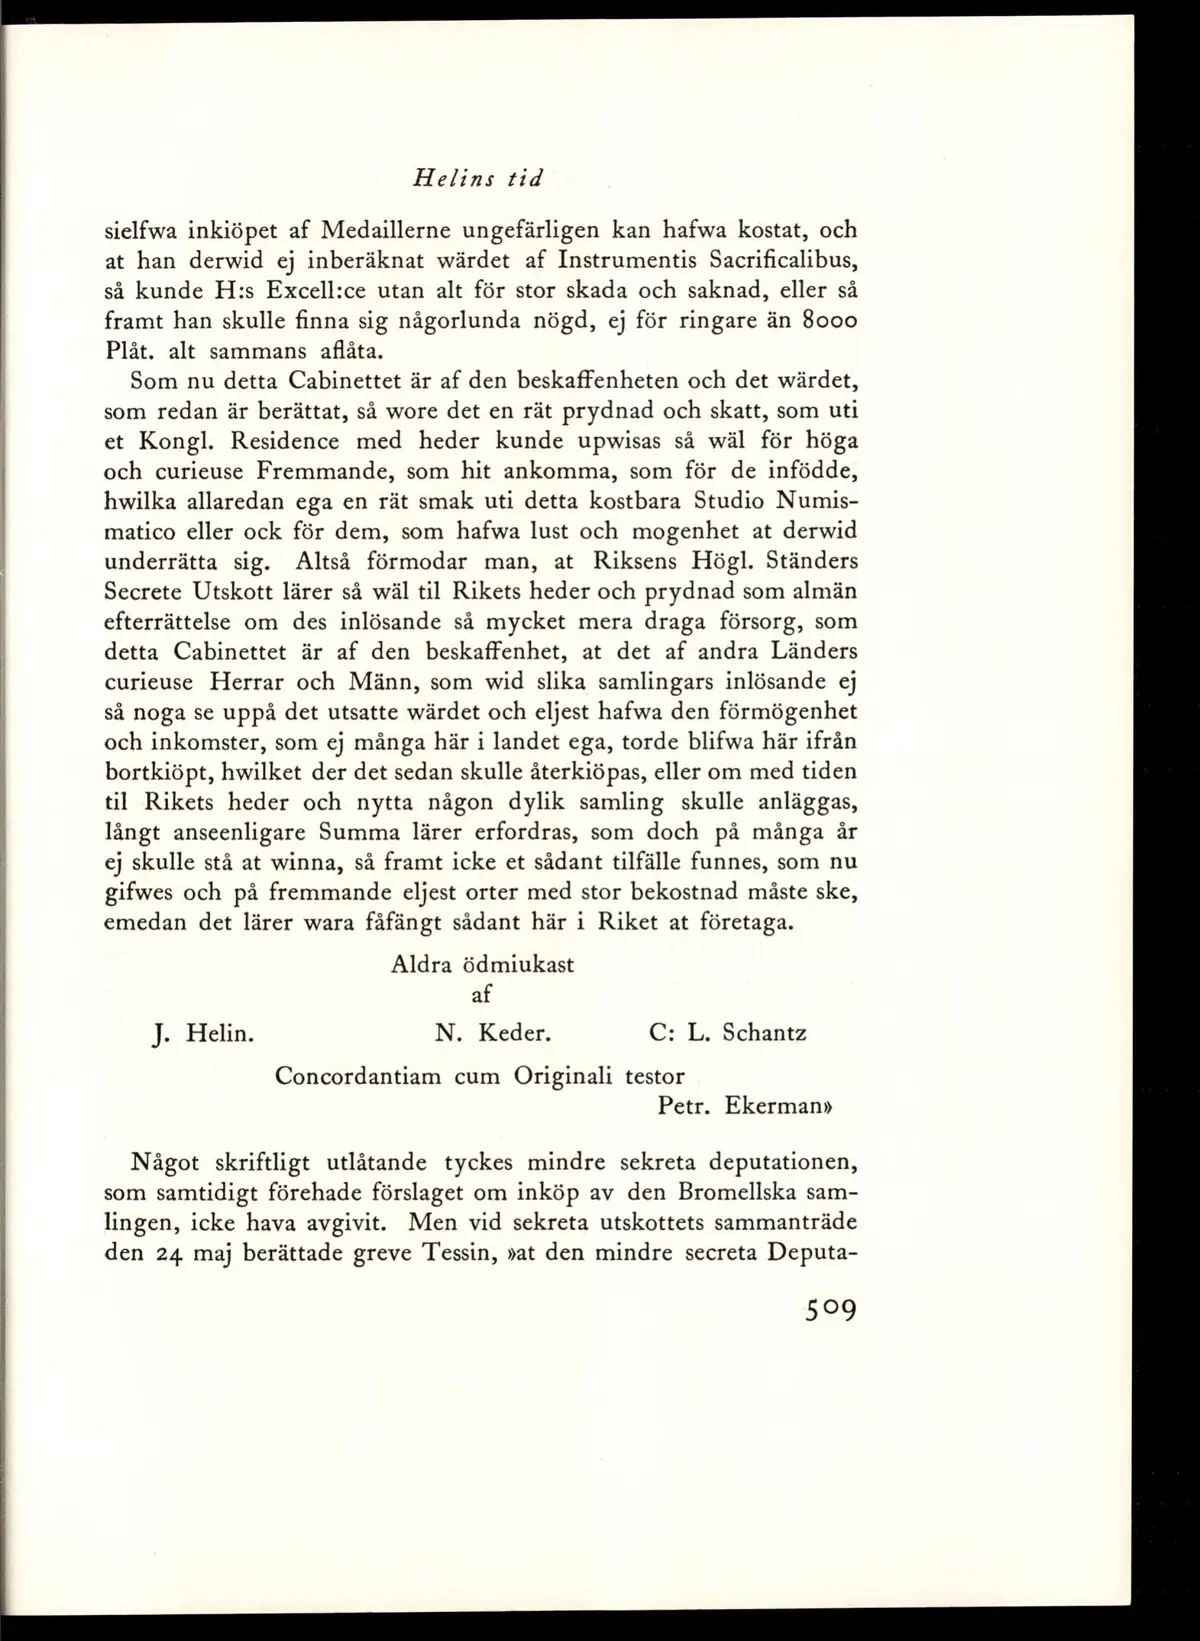 Helins tid
sielfwa inkiöpet af Medaillerne ungefärligen kan hafwa kostat, och
at han derwid ej inberäknat wärdet af Instrumentis Sacrificalibus,
så kunde H:s Excell:ce utan alt för stor skada och saknad, eller så
framt han skulle finna sig någorlunda nögd, ej för ringare än 8000
Plåt. alt sammans aflåta.
Som nu detta Cabinettet är af den beskaffenheten och det wärdet,
som redan är berättat, så wore det en rät prydnad och skatt, som uti
et Kongl. Residence med heder kunde upwisas så wäl för höga
och curieuse Fremmande, som hit ankomma, som för de infödde,
hwilka allaredan ega en rät smak uti detta kostbara Studio Numis-
matico eller ock för dem, som hafwa lust och mogenhet at derwid
underrätta sig. Altså förmodar man, at Riksens Högl. Ständers
Secrete Utskott lärer så wäl til Rikets heder och prydnad som almän
efterrättelse om des inlösande så mycket mera draga försorg, som
detta Cabinettet är af den beskaffenhet, at det af andra Länders
curieuse Herrar och Männ, som wid slika samlingars inlösande ej
så noga se uppå det utsatte wärdet och eljest hafwa den förmögenhet
och inkomster, som ej många här i landet ega, torde blifwa här ifrån
bortkiöpt, hwilket der det sedan skulle återkiöpas, eller om med tiden
til Rikets heder och nytta någon dylik samling skulle anläggas,
långt anseenligare Summa lärer erfordras, som doch på många år
ej skulle stå at winna, så framt icke et sådant tilfälle funnes, som nu
gifwes och på fremmande eljest orter med stor bekostnad måste ske,
emedan det lärer wara fåfängt sådant här i Riket at företaga.
Aldra ödmiukast
af
J. Helin. N. Keder. C: L. Schantz
Concordantiam cum Originali testor
Petr. Ekerman»
Något skriftligt utlåtande tyckes mindre sekreta deputationen,
som samtidigt förehade förslaget om inköp av den Bromellska sam-
lingen, icke hava avgivit. Men vid sekreta utskottets sammanträde
den 24 maj berättade greve Tessin, »at den mindre secreta Deputa-
509